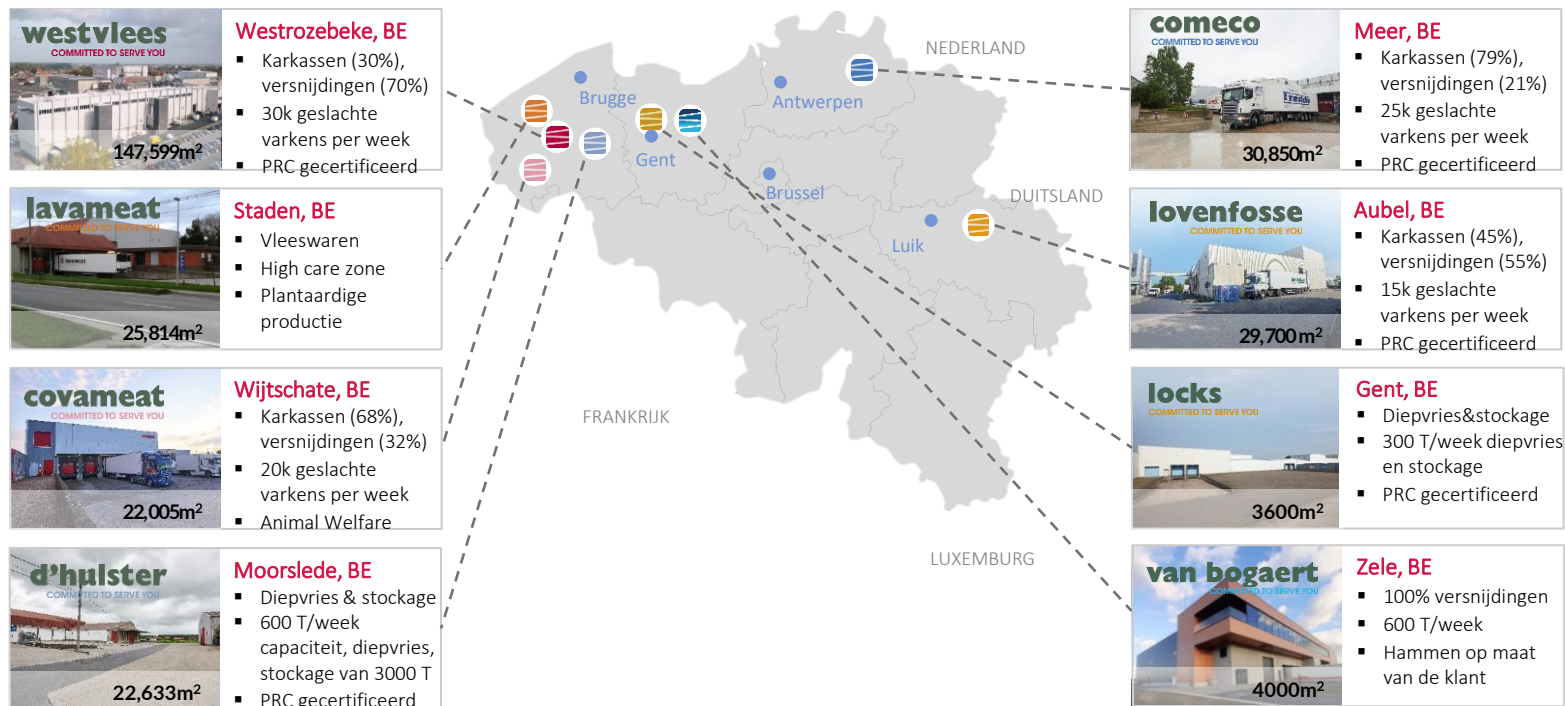 westvlees
COMMITTED TO SERVE YOU
147,599m²
Westrozebeke, BE
▪ Karkassen (30%),
versnijdingen (70%)
▪ 30k geslachte
varkens per week
▪ PRC gecertificeerd
lavameat
COMMITTED TO SERVE YOU
25,814m²
Staden, BE
▪ Vleeswaren
▪ High care zone
▪ Plantaardige
productie
covameat
COMMITTED TO SERVE YOU
22,005m²
Wijtschate, BE
▪ Karkassen (68%),
versnijdingen (32%)
▪ 20k geslachte
varkens per week
▪ Animal Welfare
d'hulster
COMMITTED TO SERVE YOU
22,633m²
Moorslede, BE
▪ Diepvries & stockage
▪ 600 T/week
capaciteit, diepvries,
stockage van 3000 T
▪ PRC gecertificeerd
NEDERLAND
Brugge
Antwerpen
Gent
Brussel
DUITSLAND
Luik
FRANKRIJK
LUXEMBURG
comeco
COMMITTED TO SERVE YOU
30,850m²
Meer, BE
▪ Karkassen (79%),
versnijdingen (21%)
▪ 25k geslachte
varkens per week
▪ PRC gecertificeerd
lovenfosse
COMMITTED TO SERVE YOU
29,700m²
Aubel, BE
▪ Karkassen (45%),
versnijdingen (55%)
▪ 15k geslachte
varkens per week
▪ PRC gecertificeerd
locks
COMMITTED TO SERVE YOU
3600m²
Gent, BE
▪ Diepvries&stockage
▪ 300 T/week diepvries
en stockage
▪ PRC gecertificeerd
van bogaert
COMMITTED TO SERVE YOU
4000m²
Zele, BE
▪ 100% versnijdingen
▪ 600 T/week
▪ Hammen op maat
van de klant